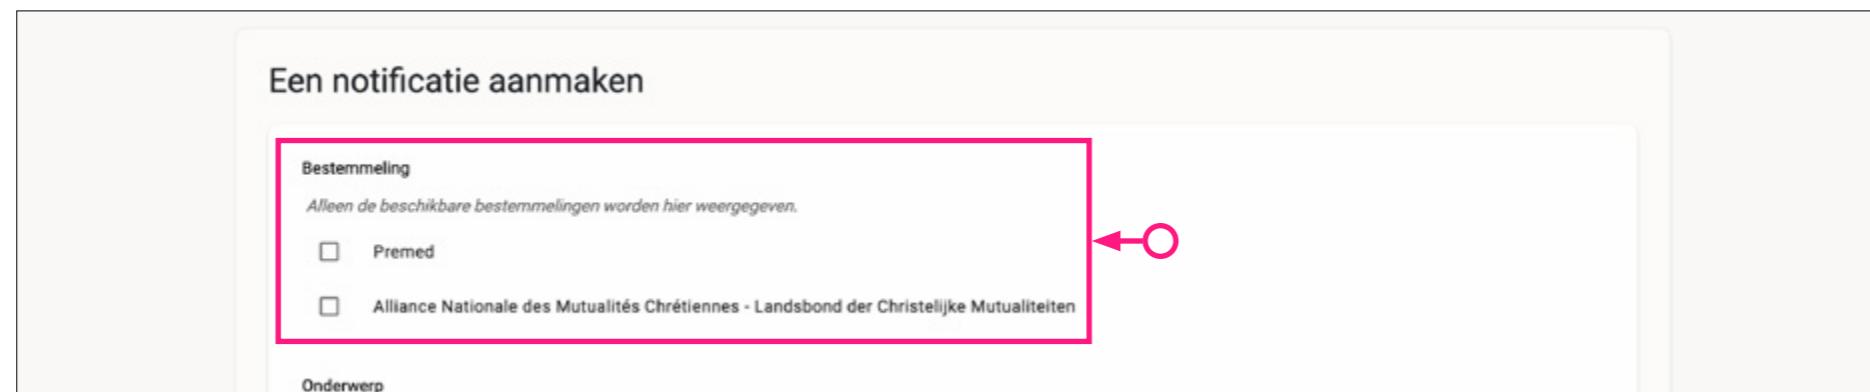 Een notificatie aanmaken
Bestemmeling
Alleen de beschikbare bestemmelingen worden hier weergegeven.
Premed
Alliance Nationale des Mutualités Chrétiennes - Landsbond der Christelijke Mutualiteiten
Onderwerp